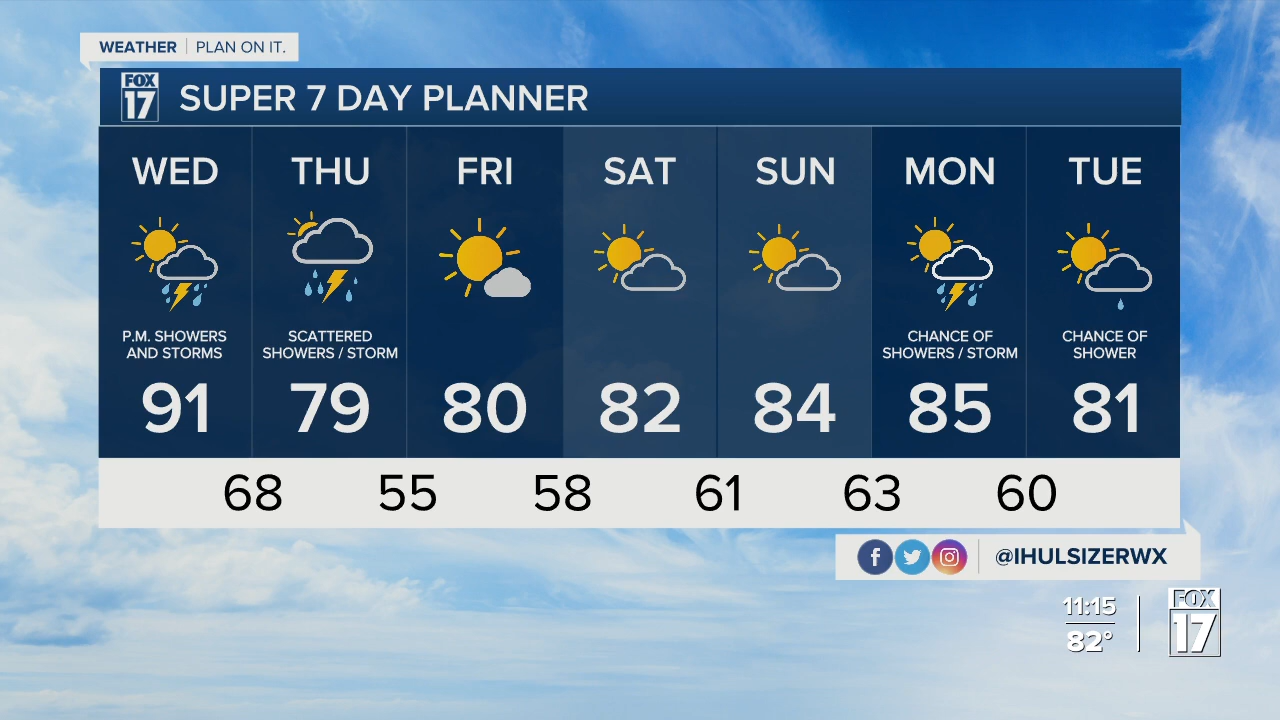 WEATHER | PLAN ON IT.
FOX 17 SUPER 7 DAY PLANNER
WED THU FRI SAT SUN MON TUE
P.M. SHOWERS AND STORMS
SCATTERED SHOWERS / STORM
CHANCE OF SHOWERS / STORM
CHANCE OF SHOWER
91 79 80 82 84 85 81
68 55 58 61 63 60
@IHULSIZERWX
11:15
82°
FOX 17